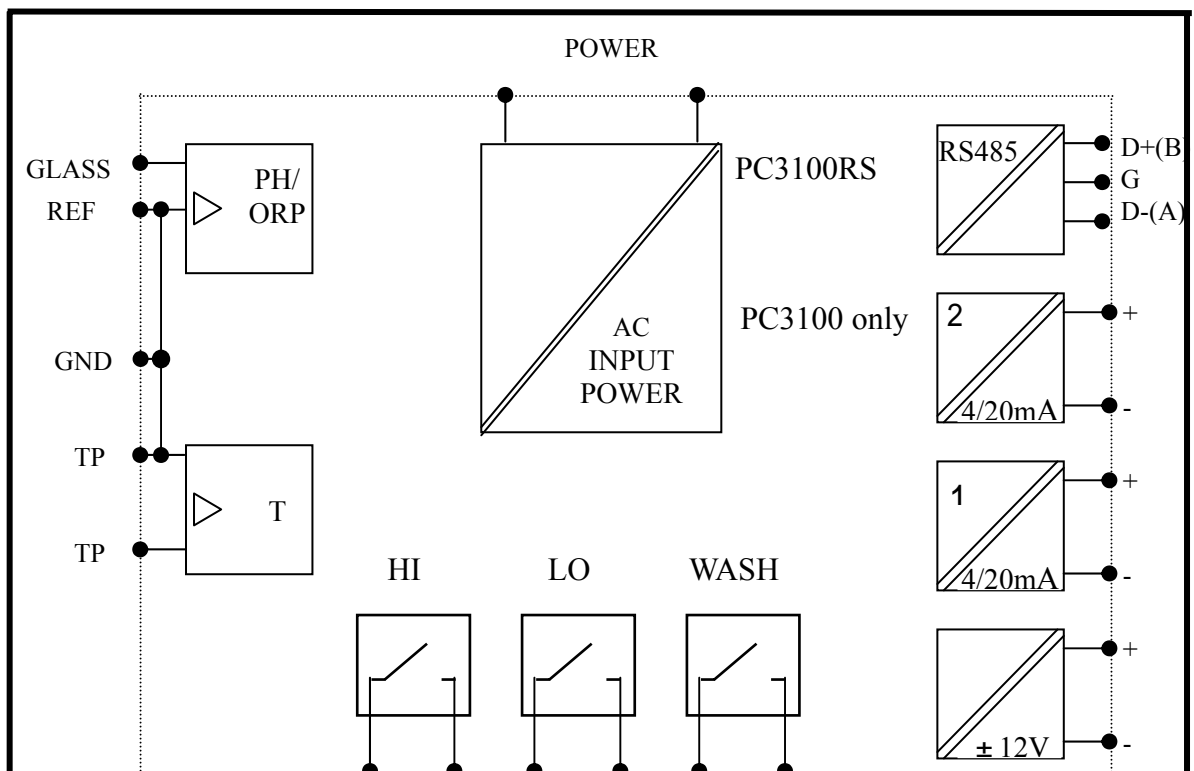 POWER
GLASS
REF
GND
TP
TP
PH/
ORP
T
AC
INPUT
POWER
PC3100RS
PC3100 only
RS485
D+(B)
G
D-(A)
2
4/20mA
+
-
1
4/20mA
+
-
± 12V
+
-
HI
LO
WASH